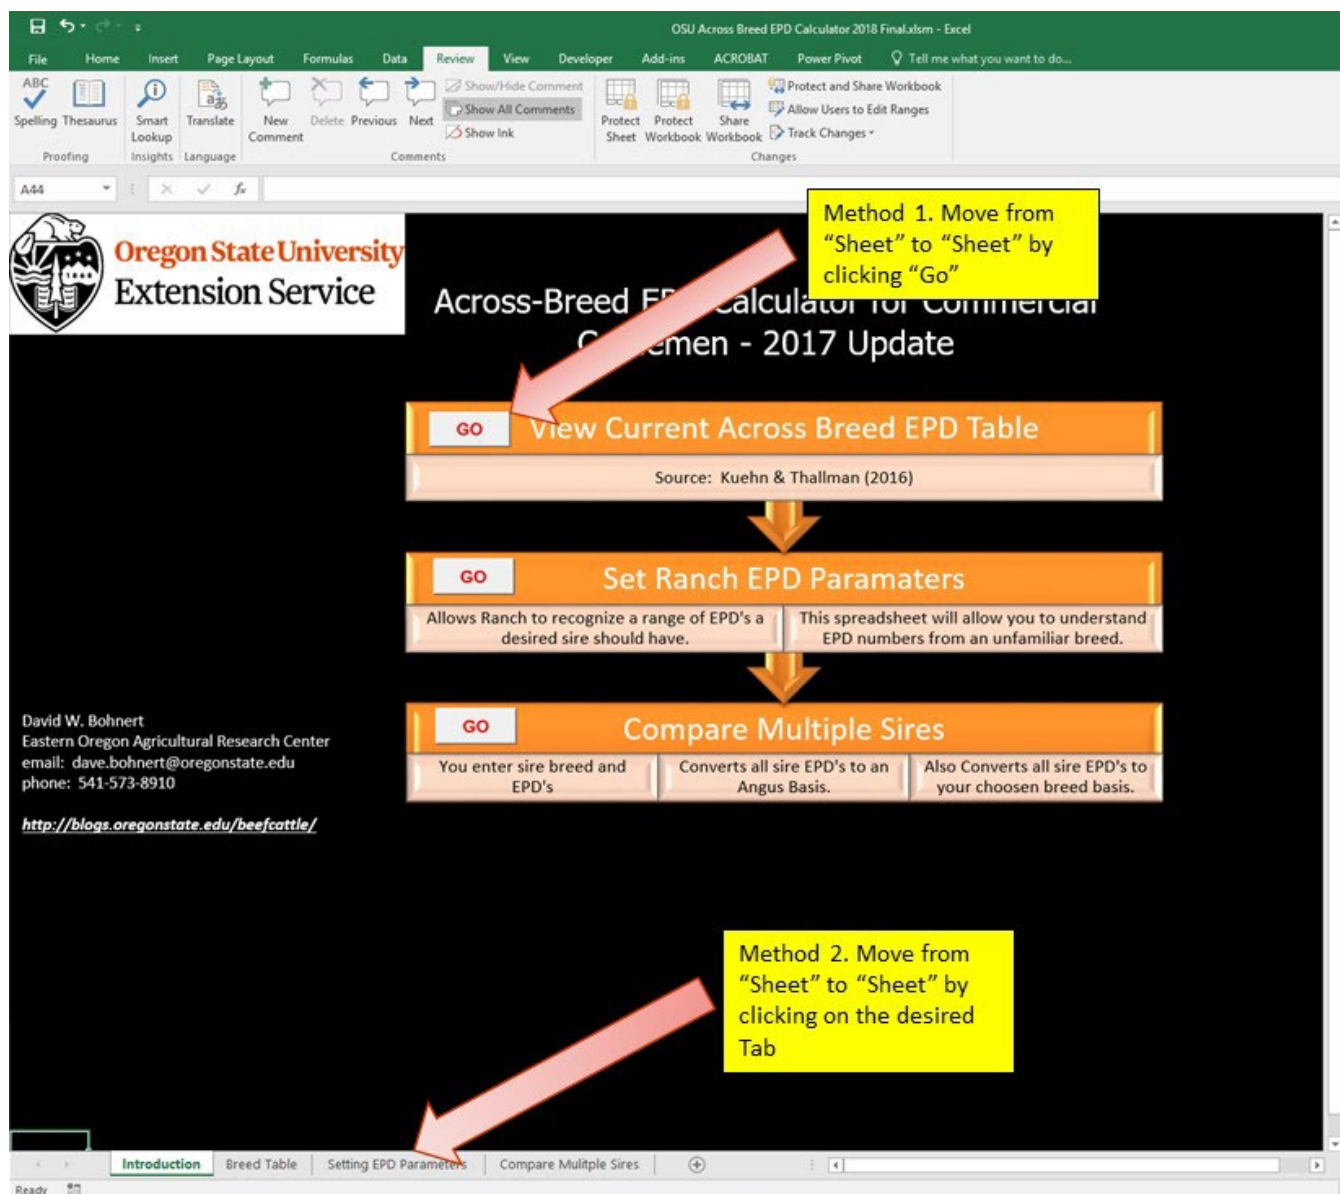 OSU Across Breed EPD Calculator 2018 Final.xlsm - Excel
File Home Insert Page Layout Formulas Data Review View Developer Add-ins ACROBAT Power Pivot Tell me what you want to do...
ABC
Spelling Thesaurus
Smart Lookup
Translate
New Comment
Delete Previous Next
Show/Hide Comment
Show All Comments
Show Ink
Protect Sheet
Protect Workbook
Share Workbook
Protect and Share Workbook
Allow Users to Edit Ranges
Track Changes
Proofing Insights Language Comments Changes
A44 fx
Method 1. Move from
“Sheet” to “Sheet” by
clicking “Go”
Oregon State University
Extension Service
Across-Breed Calculator for Commercial
- 2017 Update
GO View Current Across Breed EPD Table
Source: Kuehn & Thallman (2016)
GO Set Ranch EPD Paramaters
Allows Ranch to recognize a range of EPD's a
desired sire should have.
This spreadsheet will allow you to understand
EPD numbers from an unfamiliar breed.
GO Compare Multiple Sires
You enter sire breed and
EPD's
Converts all sire EPD's to an
Angus Basis.
Also Converts all sire EPD's to
your choosen breed basis.
David W. Bohnert
Eastern Oregon Agricultural Research Center
email: dave.bohnert@oregonstate.edu
phone: 541-573-8910
http://blogs.oregonstate.edu/beefcattle/
Method 2. Move from
“Sheet” to “Sheet” by
clicking on the desired
Tab
Introduction Breed Table Setting EPD Parameters Compare Mulitple Sires
Ready